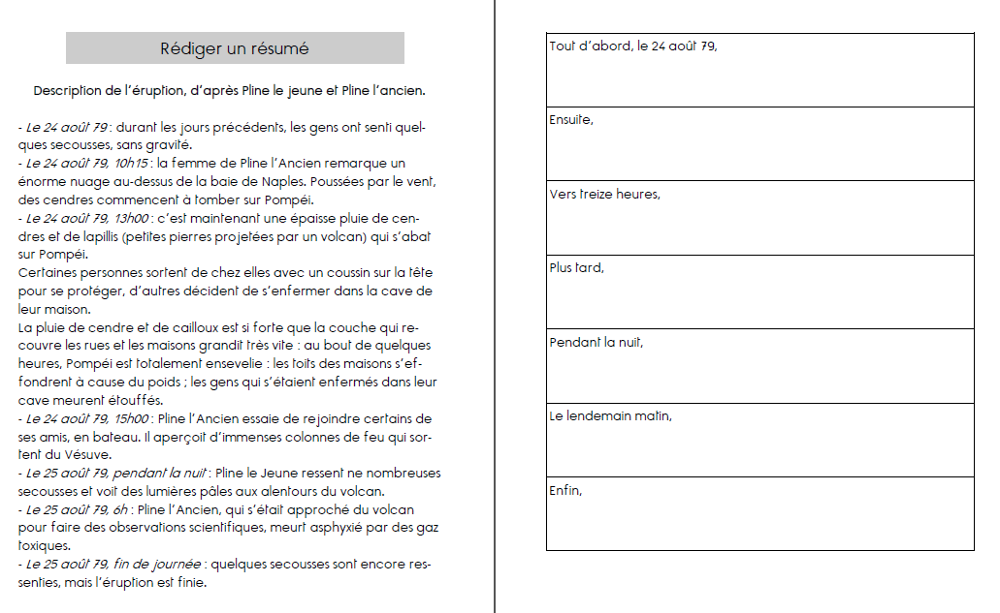 Rédiger un résumé
Description de l'éruption, d'après Pline le jeune et Pline l'ancien.
- Le 24 août 79 : durant les jours précédents, les gens ont senti quel-
ques secousses, sans gravité.
- Le 24 août 79, 10h15 : la femme de Pline l'Ancien remarque un
énorme nuage au-dessus de la baie de Naples. Poussées par le vent,
des cendres commencent à tomber sur Pompéi.
- Le 24 août 79, 13h00 : c'est maintenant une épaisse pluie de cen-
dres et de lapillis (petites pierres projetées par un volcan) qui s'abat
sur Pompéi.
Certaines personnes sortent de chez elles avec un coussin sur la tête
pour se protéger, d'autres décident de s'enfermer dans la cave de
leur maison.
La pluie de cendre et de cailloux est si forte que la couche qui re-
couvre les rues et les maisons grandit très vite : au bout de quelques
heures, Pompéi est totalement ensevelie : les toits des maisons s'ef-
fondrent à cause du poids ; les gens qui s'étaient enfermés dans leur
cave meurent étouffés.
- Le 24 août 79, 15h00 : Pline l'Ancien essaie de rejoindre certains de
ses amis, en bateau. Il aperçoit d'immenses colonnes de feu qui sor-
tent du Vésuve.
- Le 25 août 79, pendant la nuit : Pline le Jeune ressent ne nombreuses
secousses et voit des lumières pâles aux alentours du volcan.
- Le 25 août 79, 6h : Pline l'Ancien, qui s'était approché du volcan
pour faire des observations scientifiques, meurt asphyxié par des gaz
toxiques.
- Le 25 août 79, fin de journée : quelques secousses sont encore res-
senties, mais l'éruption est finie.
Tout d'abord, le 24 août 79,
Ensuite,
Vers treize heures,
Plus tard,
Pendant la nuit,
Le lendemain matin,
Enfin,